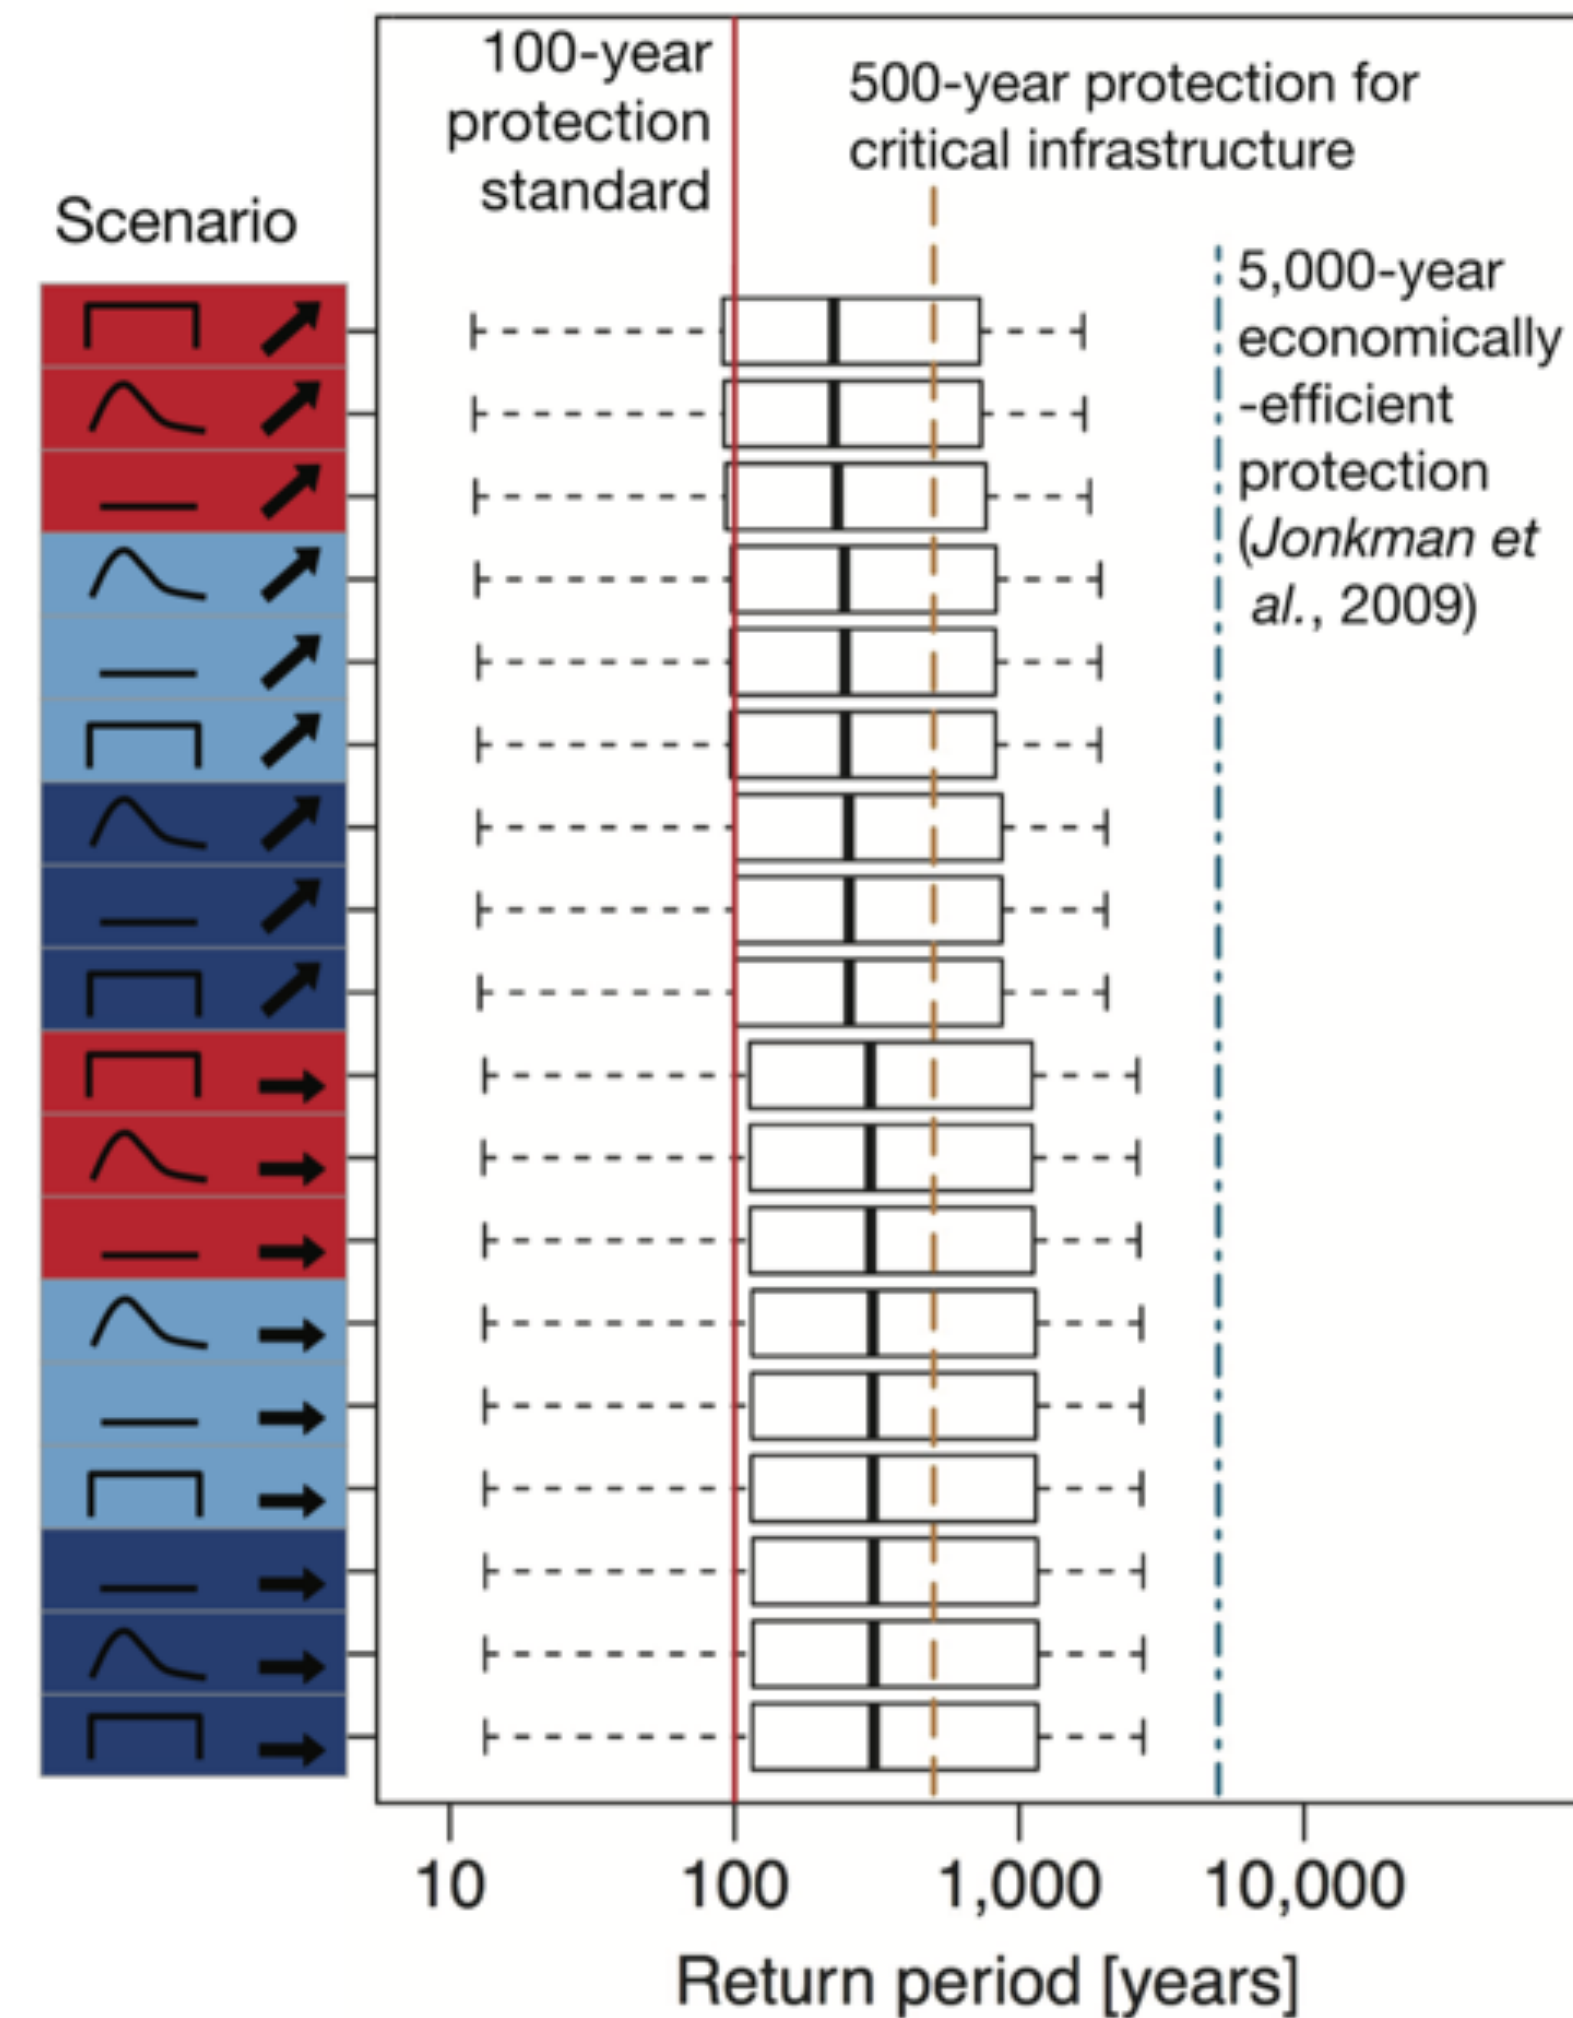 100-year
protection
standard
500-year protection for
critical infrastructure
Scenario
5,000-year
economically
-efficient
protection
(Jonkman et
al., 2009)
10 100 1,000 10,000
Return period [years]